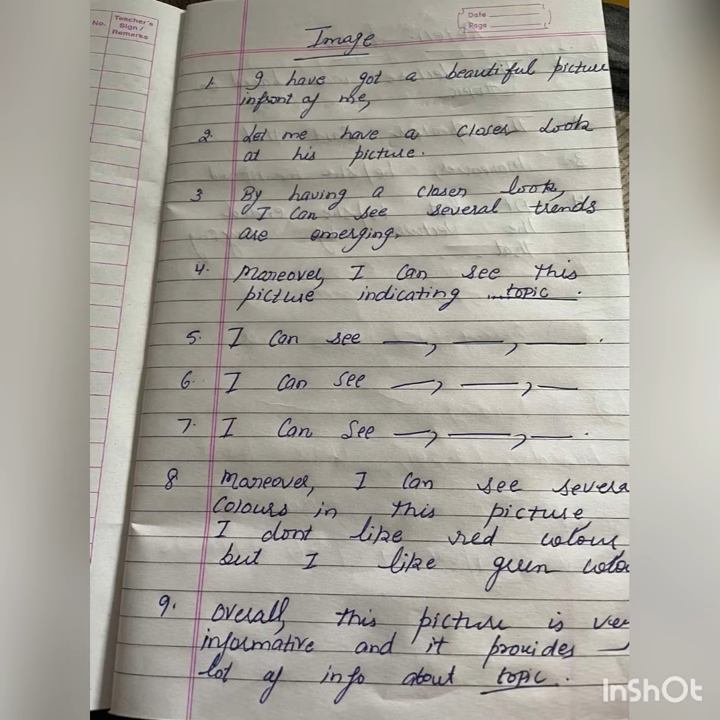 No.
Teacher's
Sign /
Remarks
Date
Page
Image
1. I have got a beautiful picture
infront of me,
2. Let me have a closer look
at his picture.
3 By having a closer look,
I can see several trends
are emerging.
4. Moreover, I can see this
picture indicating ...topic.
5. I can see —, —, —.
6. I can see —, —, —
7. I can see —, —, —.
8 Moreover, I can see severa
colours in this picture
I dont like red colour
but I like green colo
9. Overall, this picture is ver
informative and it provides —
lot of info about topic.
InShOt